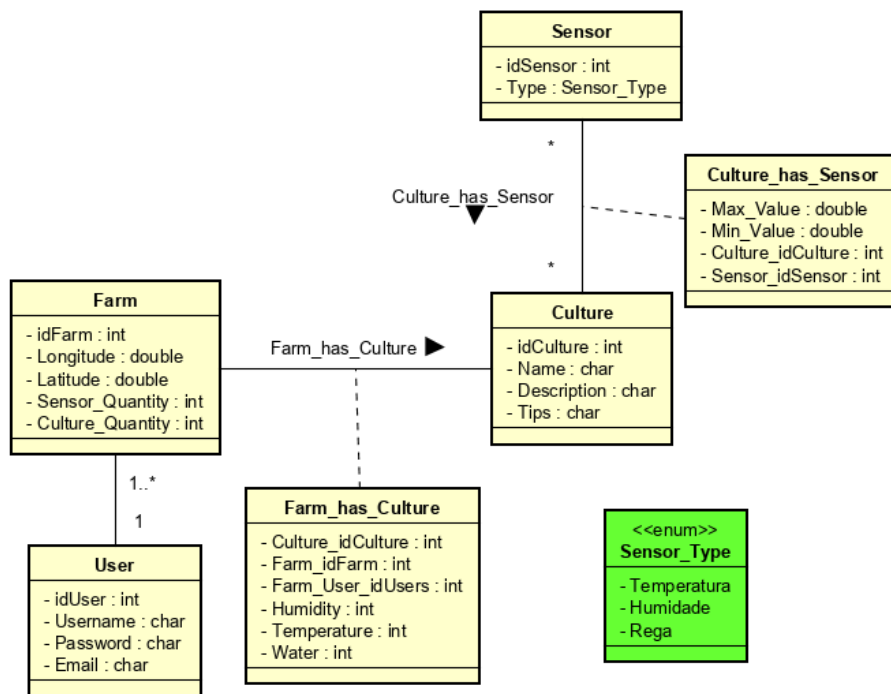 Sensor
- idSensor : int
- Type : Sensor_Type
*
Culture_has_Sensor
*
Culture_has_Sensor
- Max_Value : double
- Min_Value : double
- Culture_idCulture : int
- Sensor_idSensor : int
Farm
- idFarm : int
- Longitude : double
- Latitude : double
- Sensor_Quantity : int
- Culture_Quantity : int
Farm_has_Culture
Culture
- idCulture : int
- Name : char
- Description : char
- Tips : char
1..*
1
User
- idUser : int
- Username : char
- Password : char
- Email : char
Farm_has_Culture
- Culture_idCulture : int
- Farm_idFarm : int
- Farm_User_idUsers : int
- Humidity : int
- Temperature : int
- Water : int
<<enum>>
Sensor_Type
- Temperatura
- Humidade
- Rega